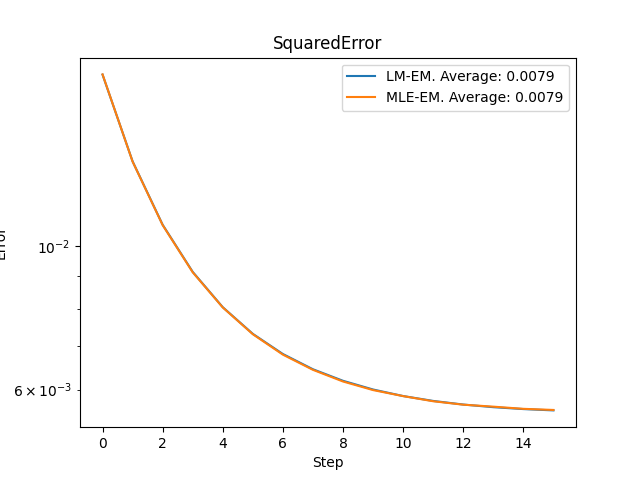 SquaredError
LM-EM. Average: 0.0079
MLE-EM. Average: 0.0079
Error
10⁻²
6 × 10⁻³
0 2 4 6 8 10 12 14
Step